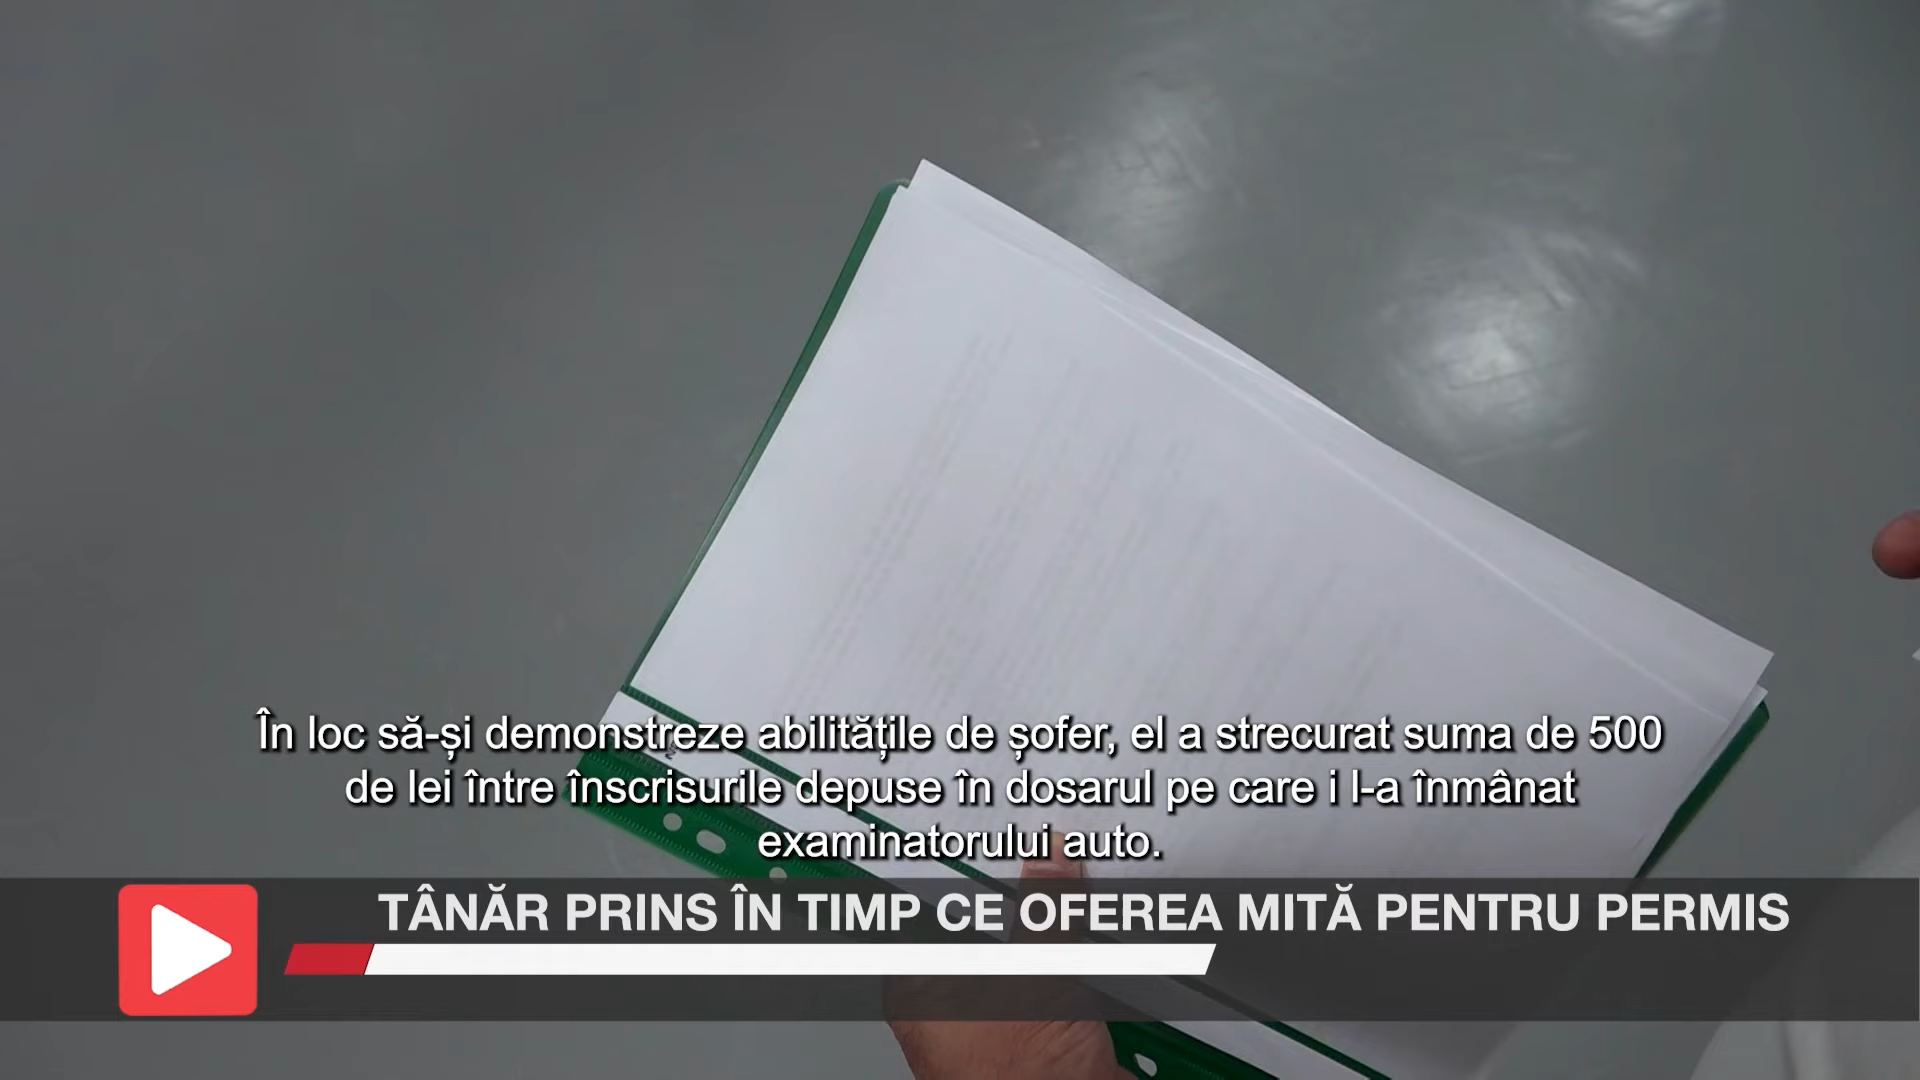 În loc să-și demonstreze abilitățile de șofer, el a strecurat suma de 500
de lei între înscrisurile depuse în dosarul pe care i l-a înmânat
examinatorului auto.
TÂNĂR PRINS ÎN TIMP CE OFEREA MITĂ PENTRU PERMIS